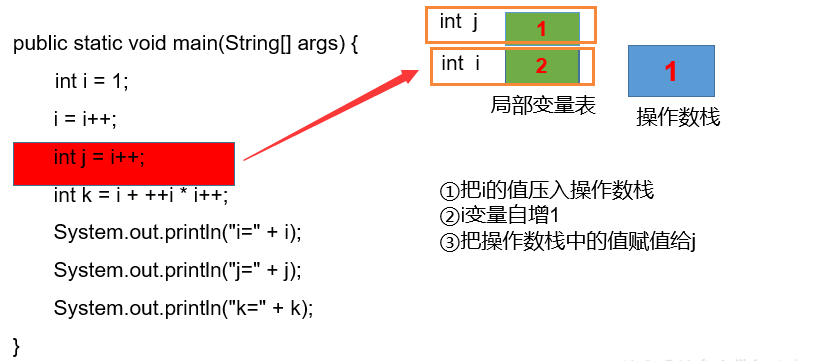 public static void main(String[] args) {
int i = 1;
i = i++;
int j = i++;
int k = i + ++i * i++;
System.out.println("i=" + i);
System.out.println("j=" + j);
System.out.println("k=" + k);
}
int j 1
int i 2
局部变量表
1
操作数栈
①把i的值压入操作数栈
②i变量自增1
③把操作数栈中的值赋值给j